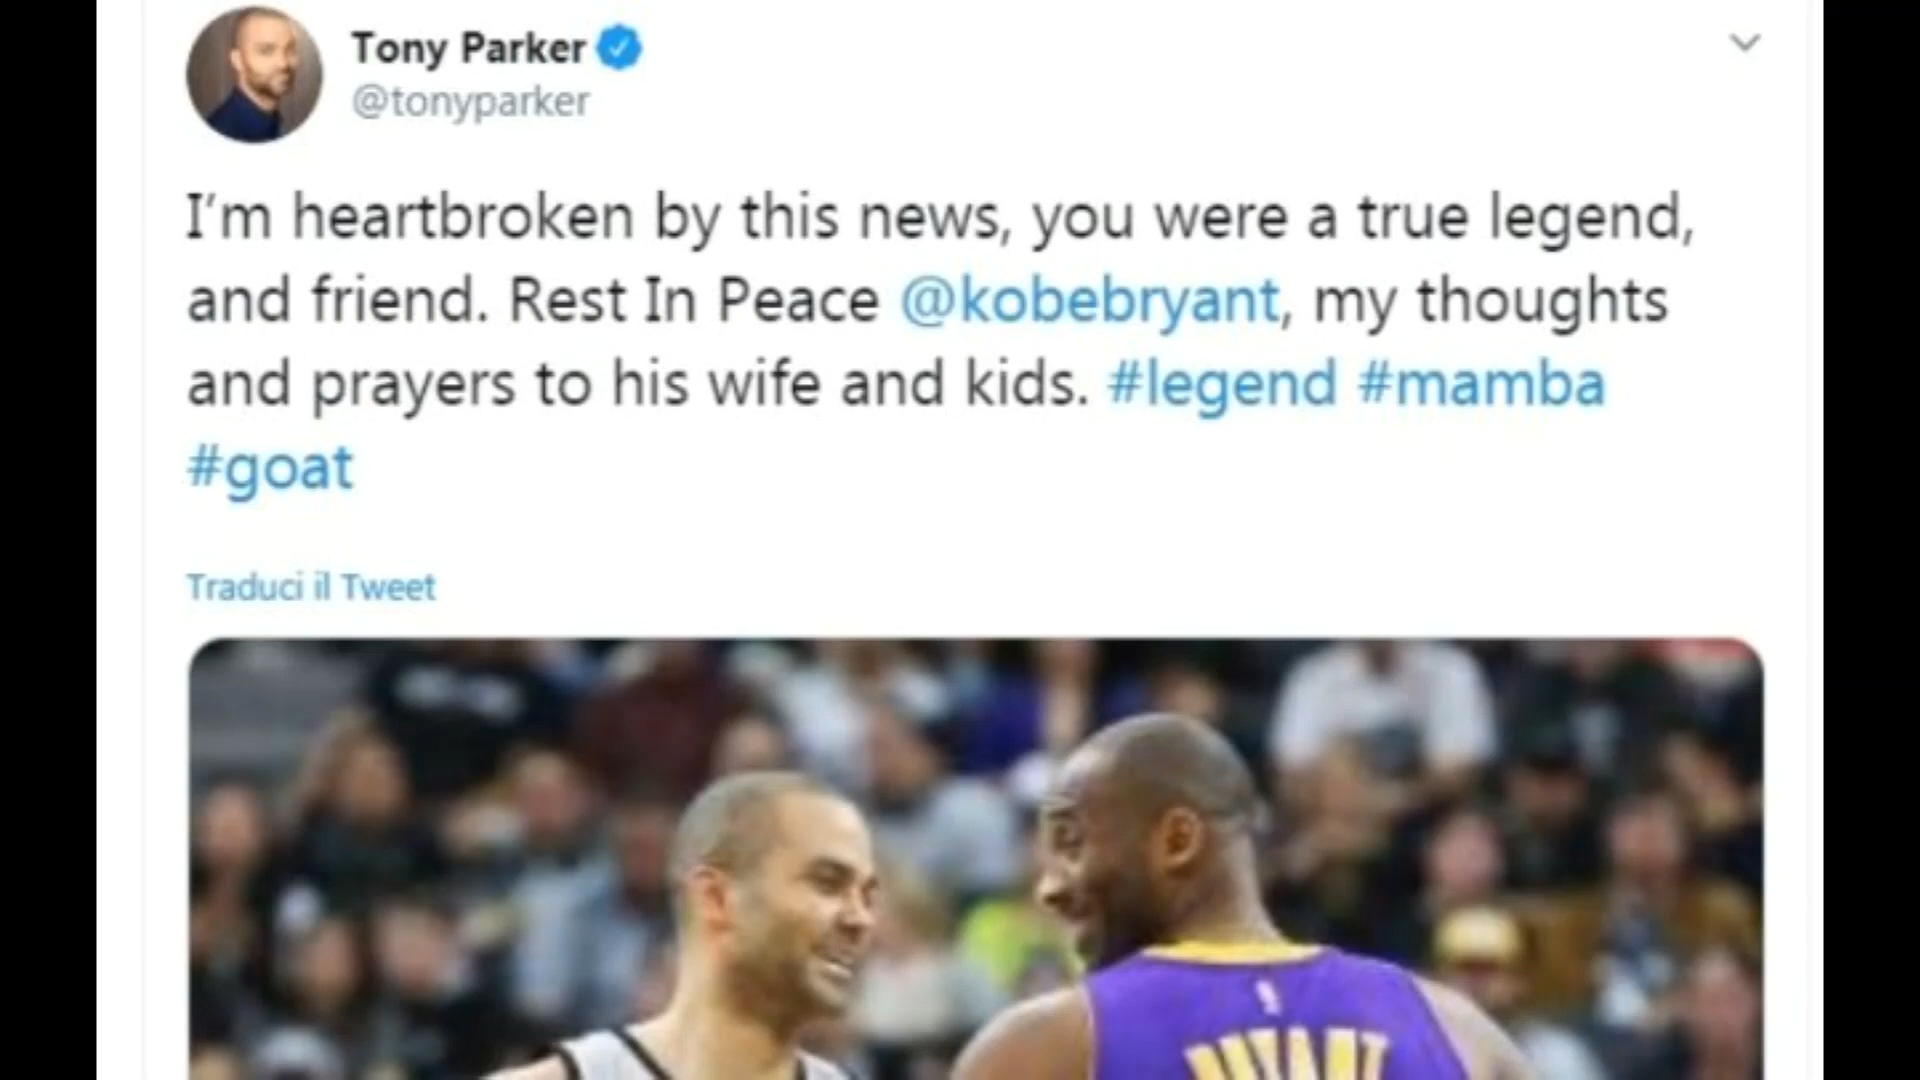 Tony Parker
@tonyparker
I'm heartbroken by this news, you were a true legend,
and friend. Rest In Peace @kobebryant, my thoughts
and prayers to his wife and kids. #legend #mamba
#goat
Traduci il Tweet
BRYANT